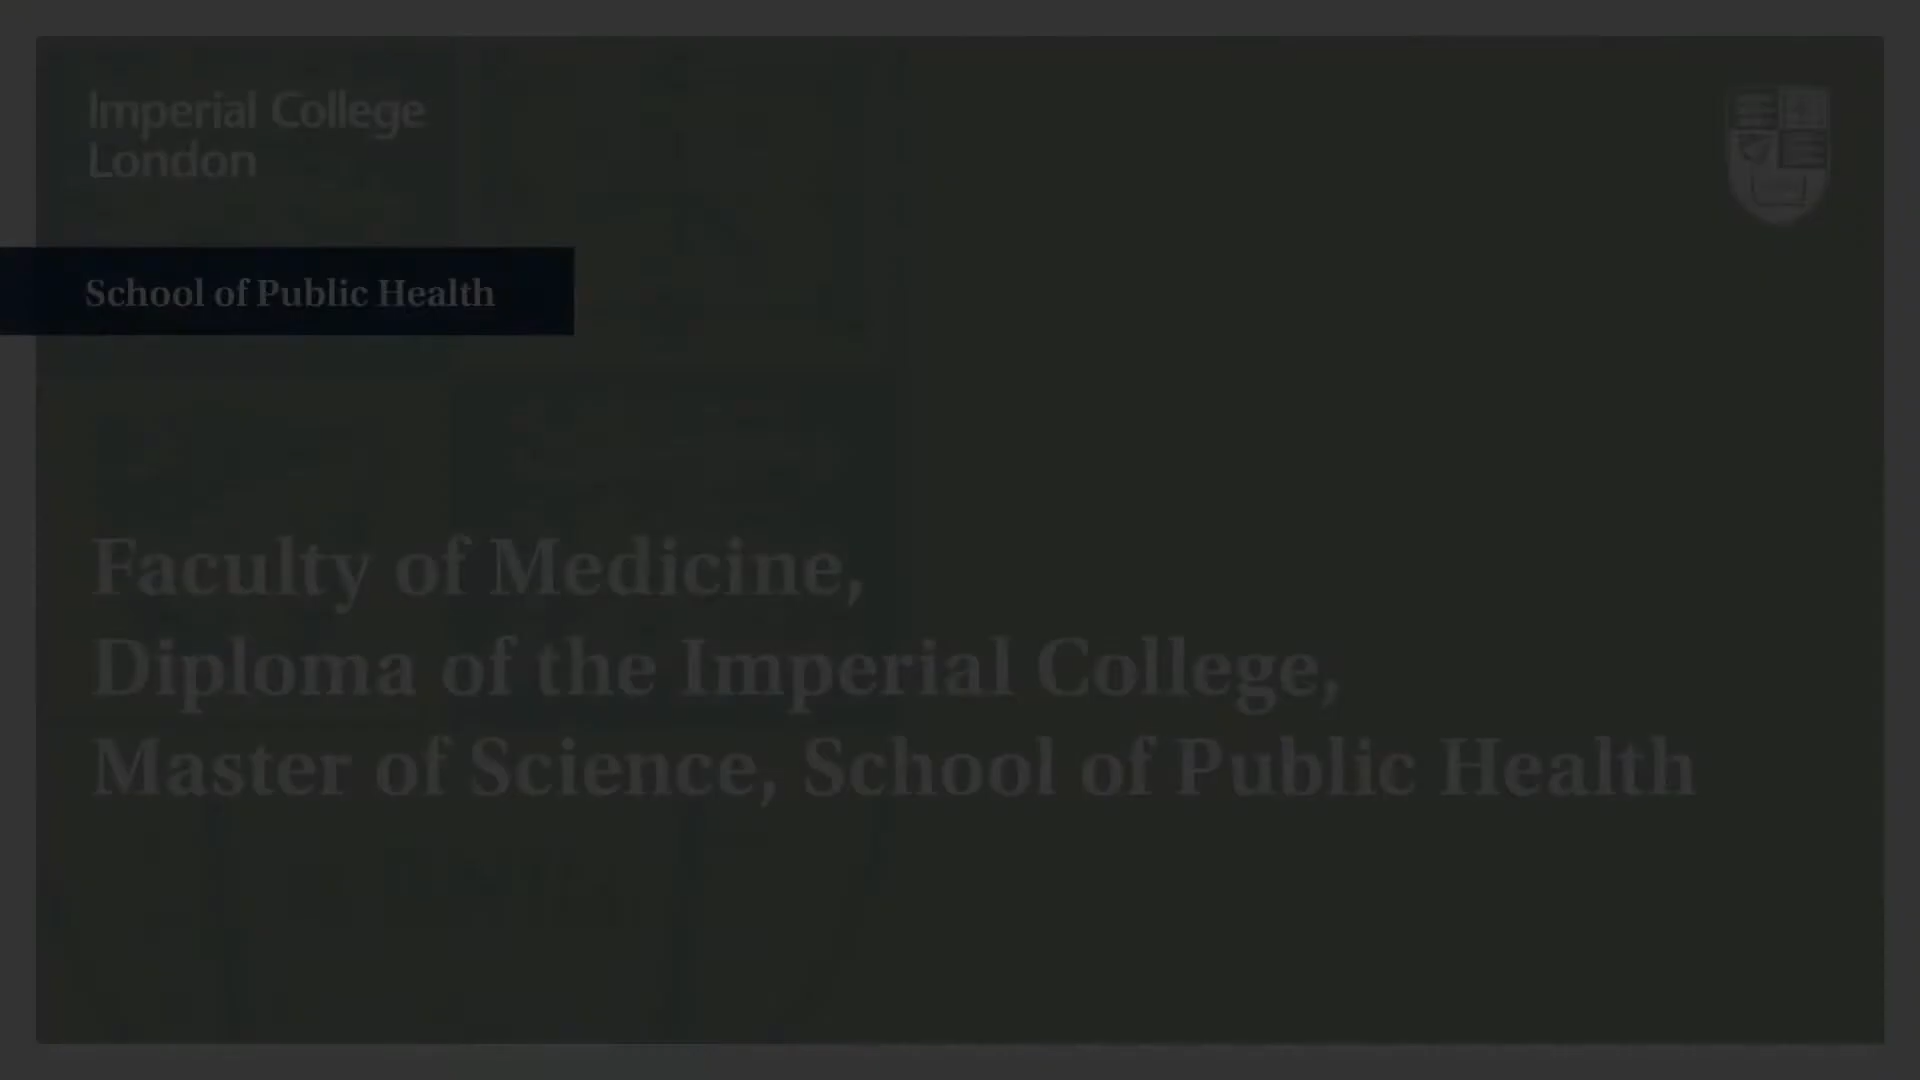 Imperial College
London
School of Public Health
Faculty of Medicine,
Diploma of the Imperial College,
Master of Science, School of Public Health